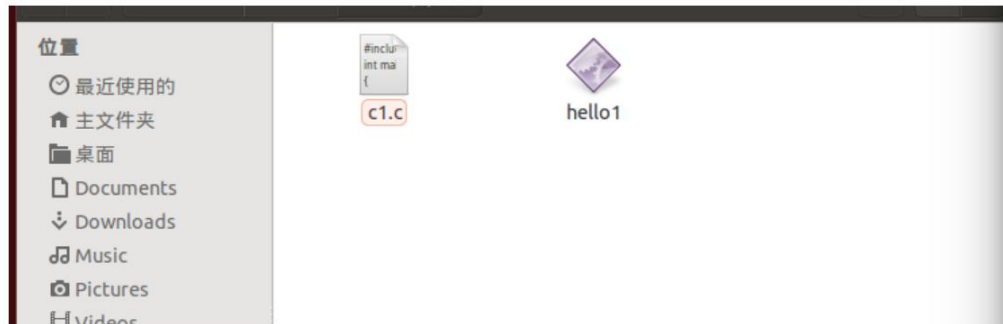 位置
最近使用的
主文件夹
桌面
Documents
Downloads
Music
Pictures
Videos
#inclu
int ma
{
c1.c
hello1